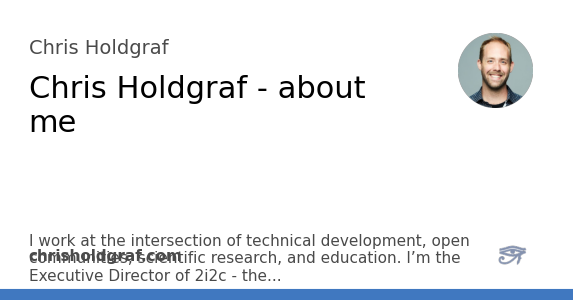 Chris Holdgraf
Chris Holdgraf - about
me
I work at the intersection of technical development, open
chrisholdgraf.com
communities, scientific research, and education. I’m the
Executive Director of 2i2c - the...